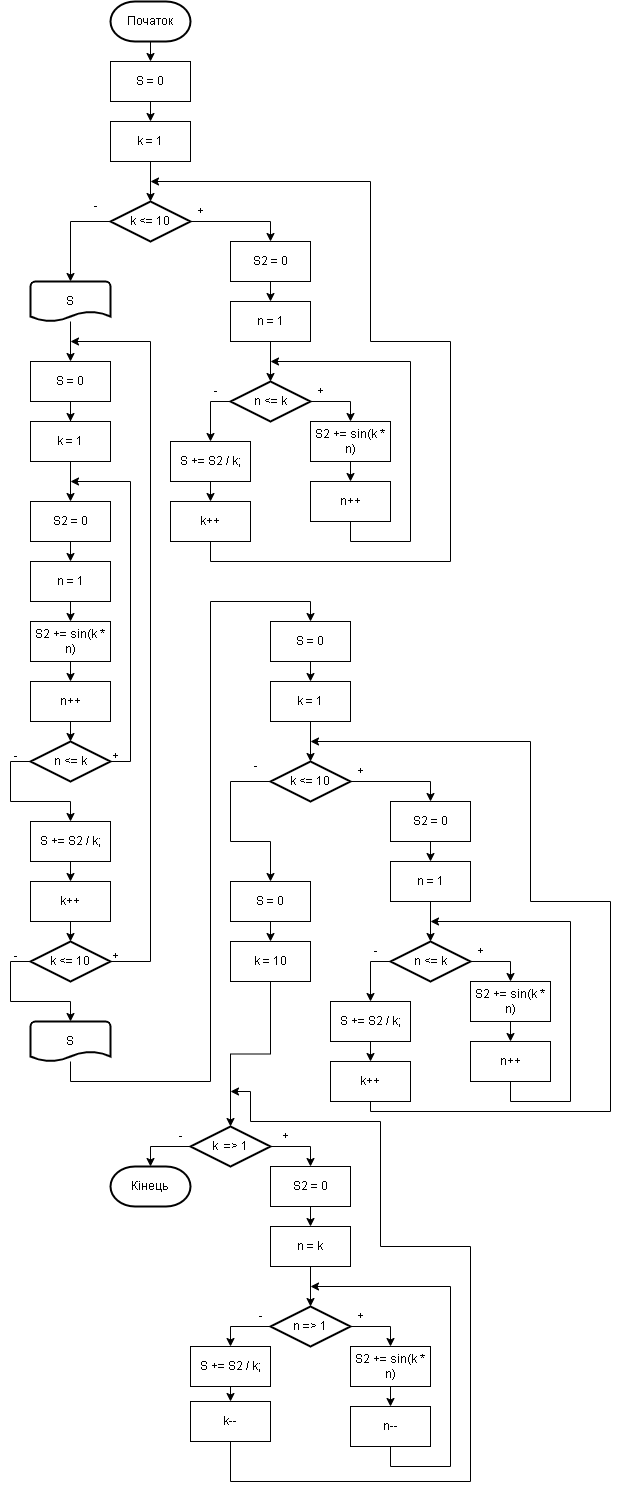 Початок
S = 0
k = 1
-
k <= 10
+
S2 = 0
S
n = 1
S = 0
-
n <= k
+
k = 1
S += S2 / k;
S2 += sin(k *
n)
k++
n++
S2 = 0
n = 1
S2 += sin(k *
n)
n++
-
n <= k
+
S += S2 / k;
k++
-
k <= 10
+
S
S = 0
k = 1
-
k <= 10
+
S2 = 0
n = 1
S = 0
k = 10
-
n <= k
+
S += S2 / k;
S2 += sin(k *
n)
k++
n++
-
k => 1
+
Кінець
S2 = 0
n = k
-
n => 1
+
S += S2 / k;
S2 += sin(k *
n)
k--
n--